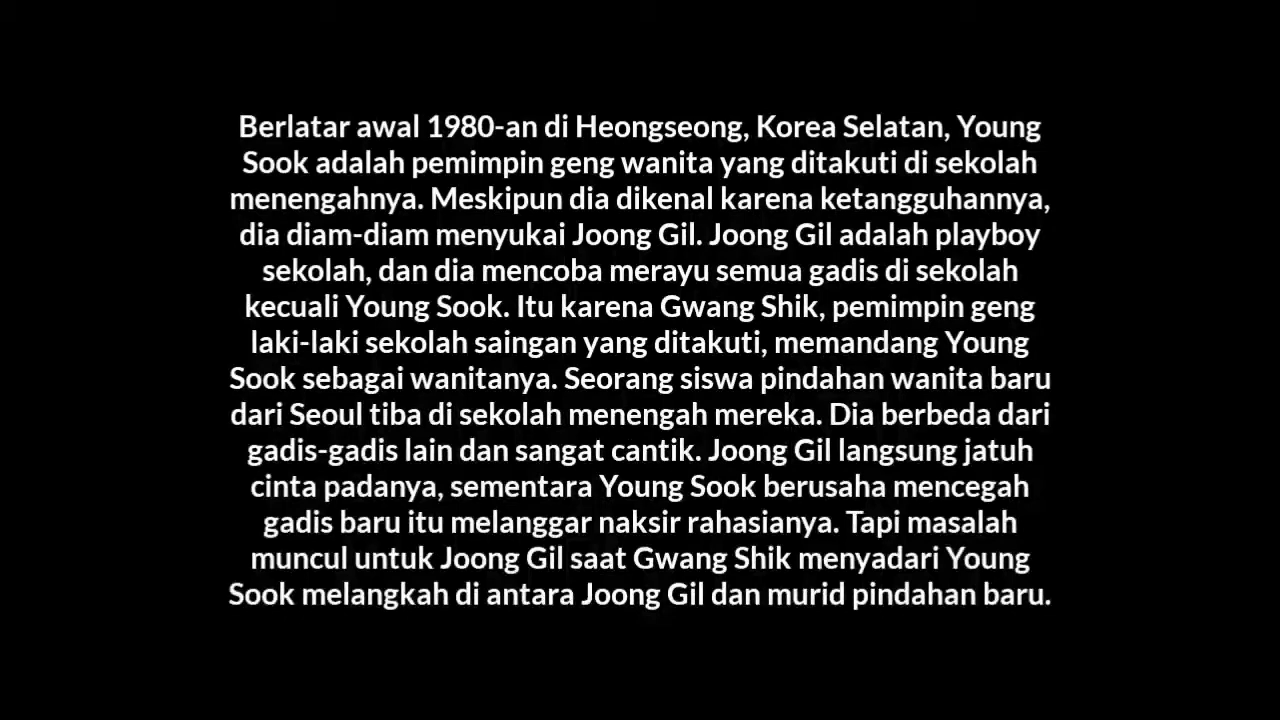 Berlatar awal 1980-an di Heongseong, Korea Selatan, Young
Sook adalah pemimpin geng wanita yang ditakuti di sekolah
menengahnya. Meskipun dia dikenal karena ketangguhannya,
dia diam-diam menyukai Joong Gil. Joong Gil adalah playboy
sekolah, dan dia mencoba merayu semua gadis di sekolah
kecuali Young Sook. Itu karena Gwang Shik, pemimpin geng
laki-laki sekolah saingan yang ditakuti, memandang Young
Sook sebagai wanitanya. Seorang siswa pindahan wanita baru
dari Seoul tiba di sekolah menengah mereka. Dia berbeda dari
gadis-gadis lain dan sangat cantik. Joong Gil langsung jatuh
cinta padanya, sementara Young Sook berusaha mencegah
gadis baru itu melanggar naksir rahasianya. Tapi masalah
muncul untuk Joong Gil saat Gwang Shik menyadari Young
Sook melangkah di antara Joong Gil dan murid pindahan baru.